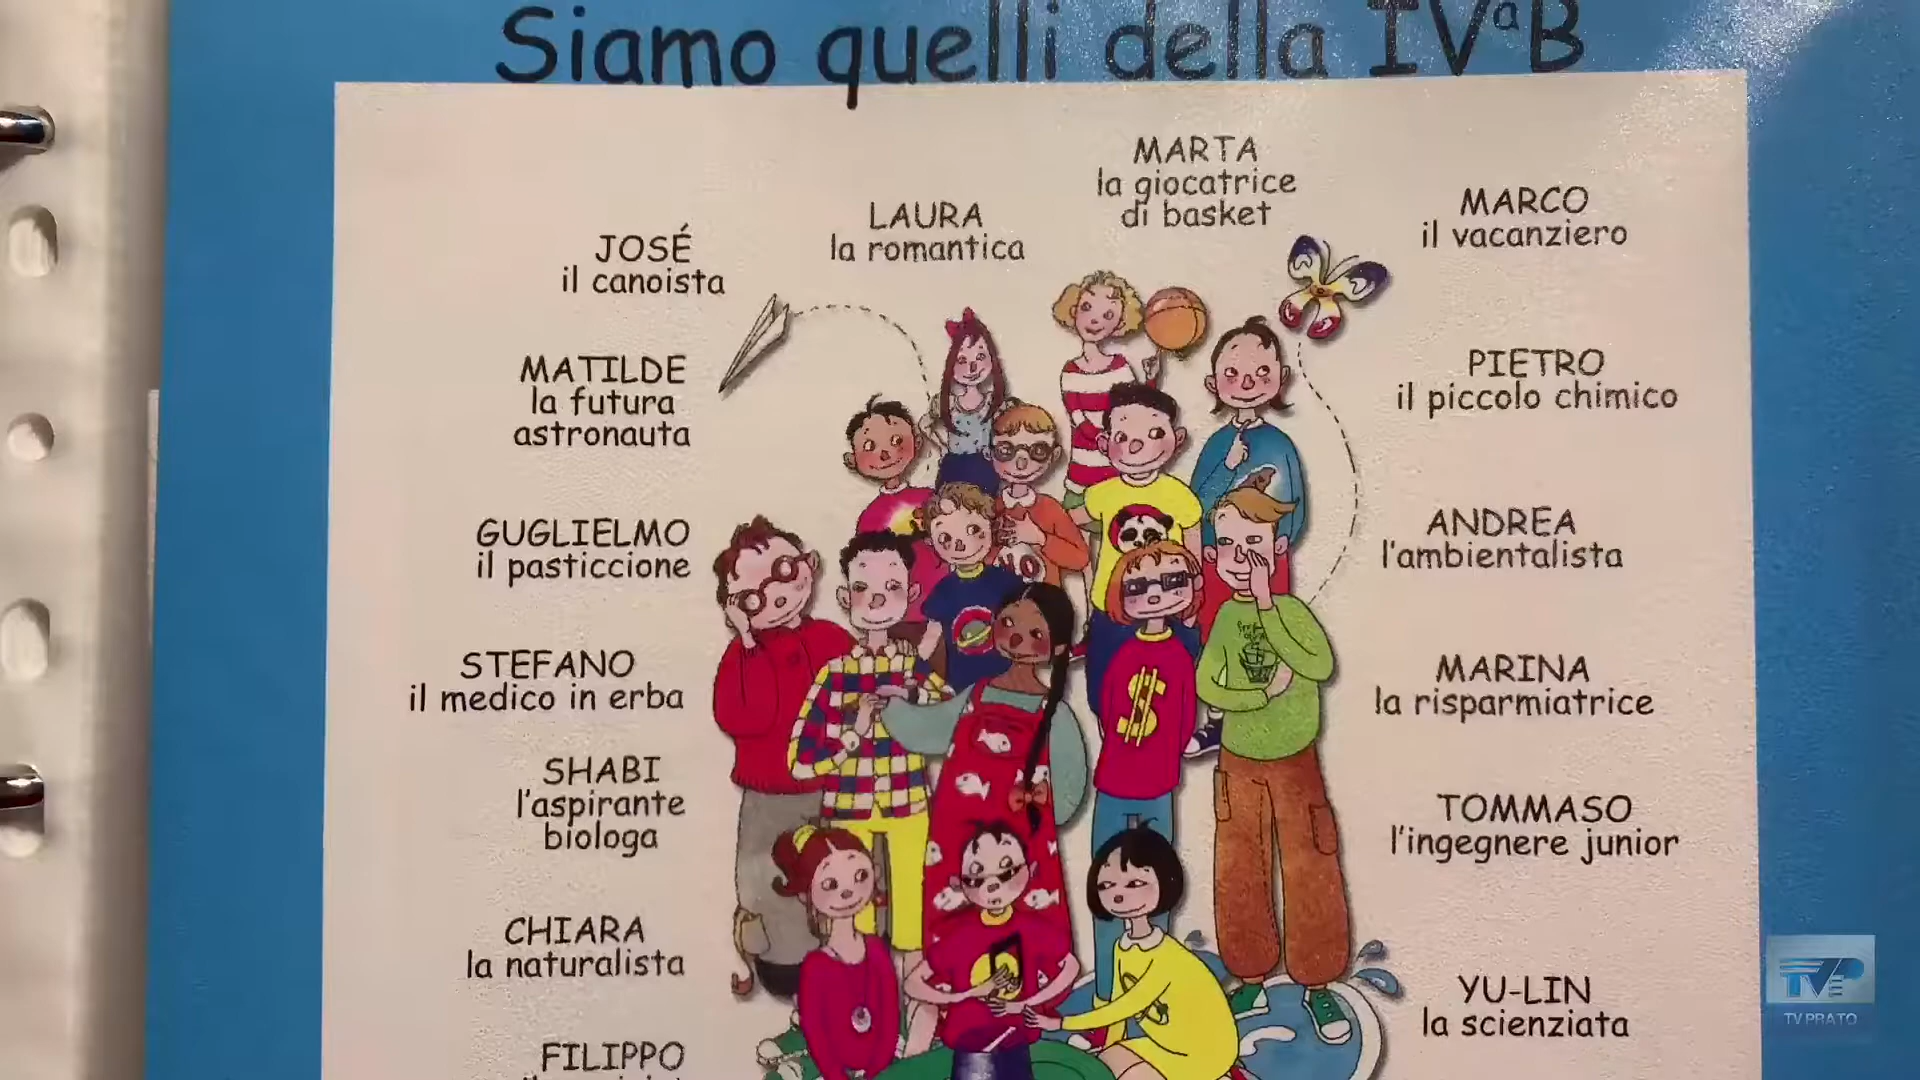 Siamo quelli della IVªB
MARTA
la giocatrice
di basket
LAURA
la romantica
MARCO
il vacanziero
JOSÉ
il canoista
MATILDE
la futura
astronauta
PIETRO
il piccolo chimico
GUGLIELMO
il pasticcione
ANDREA
l'ambientalista
STEFANO
il medico in erba
MARINA
la risparmiatrice
$
SHABI
l'aspirante
biologa
TOMMASO
l'ingegnere junior
CHIARA
la naturalista
YU-LIN
la scienziata
FILIPPO
TVP
TV PRATO